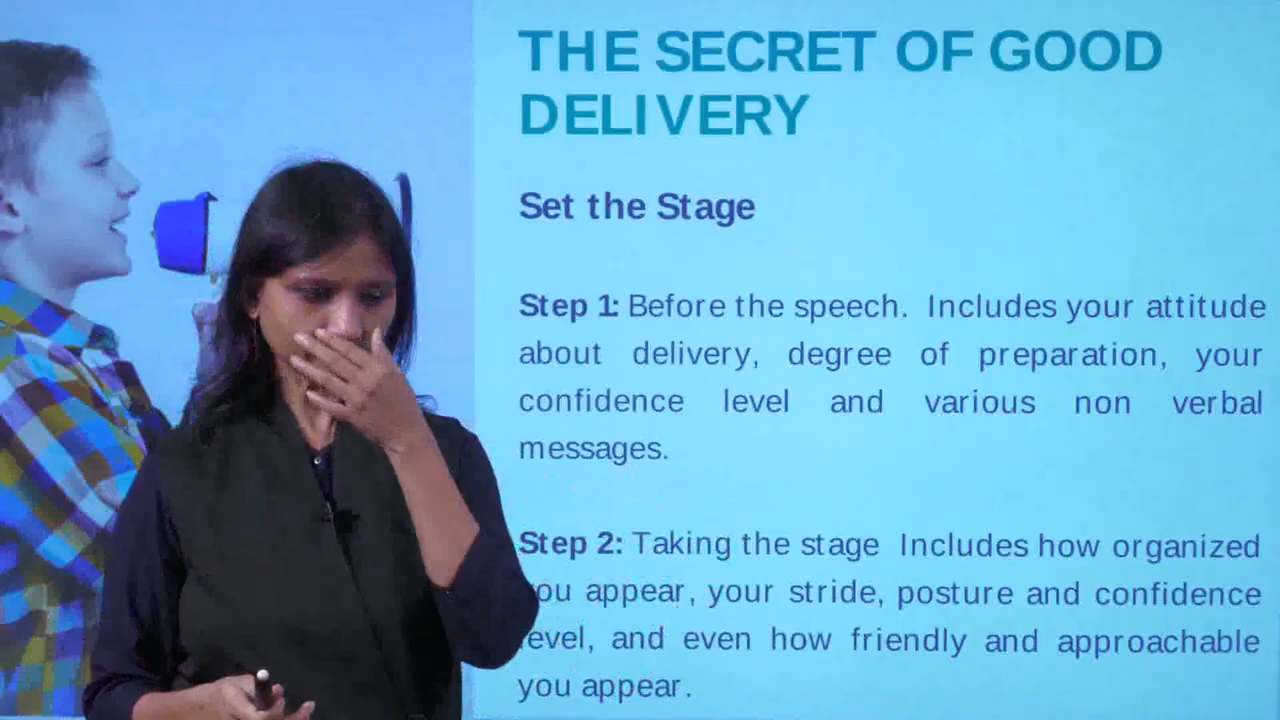 THE SECRET OF GOOD
DELIVERY
Set the Stage
Step 1: Before the speech. Includes your attitude
about delivery, degree of preparation, your
confidence level and various non verbal
messages.
Step 2: Taking the stage Includes how organized
you appear, your stride, posture and confidence
level, and even how friendly and approachable
you appear.